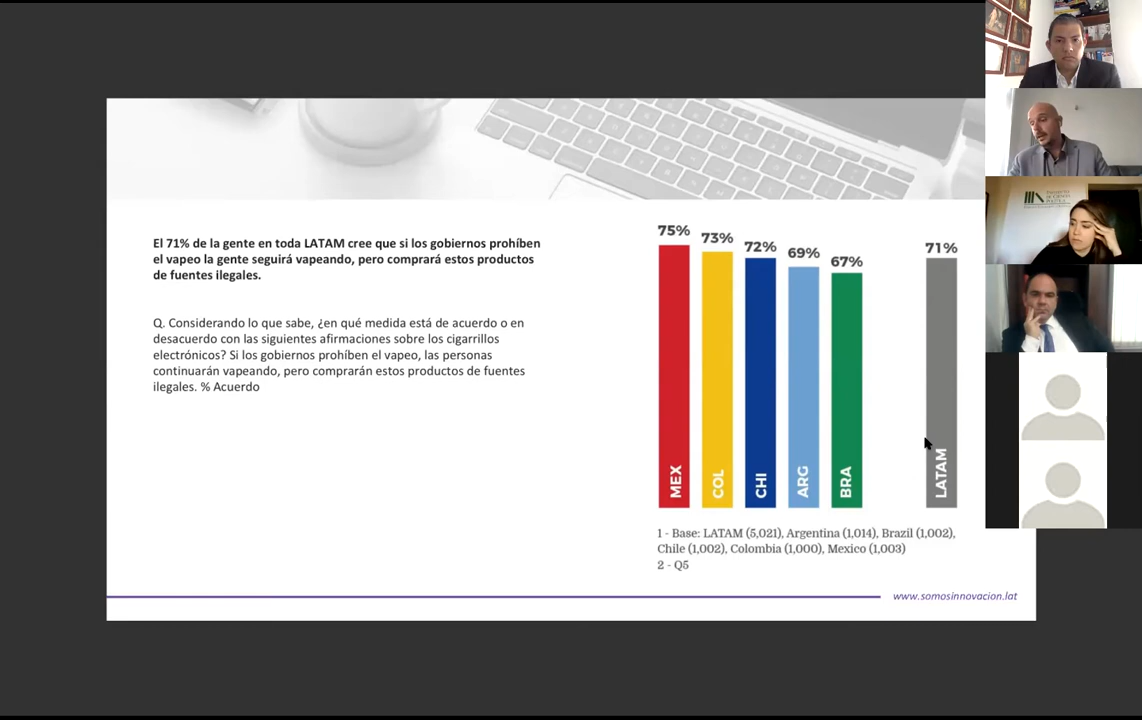 El 71% de la gente en toda LATAM cree que si los gobiernos prohíben
el vapeo la gente seguirá vapeando, pero comprará estos productos
de fuentes ilegales.
Q. Considerando lo que sabe, ¿en qué medida está de acuerdo o en
desacuerdo con las siguientes afirmaciones sobre los cigarrillos
electrónicos? Si los gobiernos prohíben el vapeo, las personas
continuarán vapeando, pero comprarán estos productos de fuentes
ilegales. % Acuerdo
75%
73%
72%
69%
67%
71%
MEX
COL
CHI
ARG
BRA
LATAM
1 - Base: LATAM (5,021), Argentina (1,014), Brazil (1,002),
Chile (1,002), Colombia (1,000), Mexico (1,003)
2 - Q5
www.somosinnovacion.lat